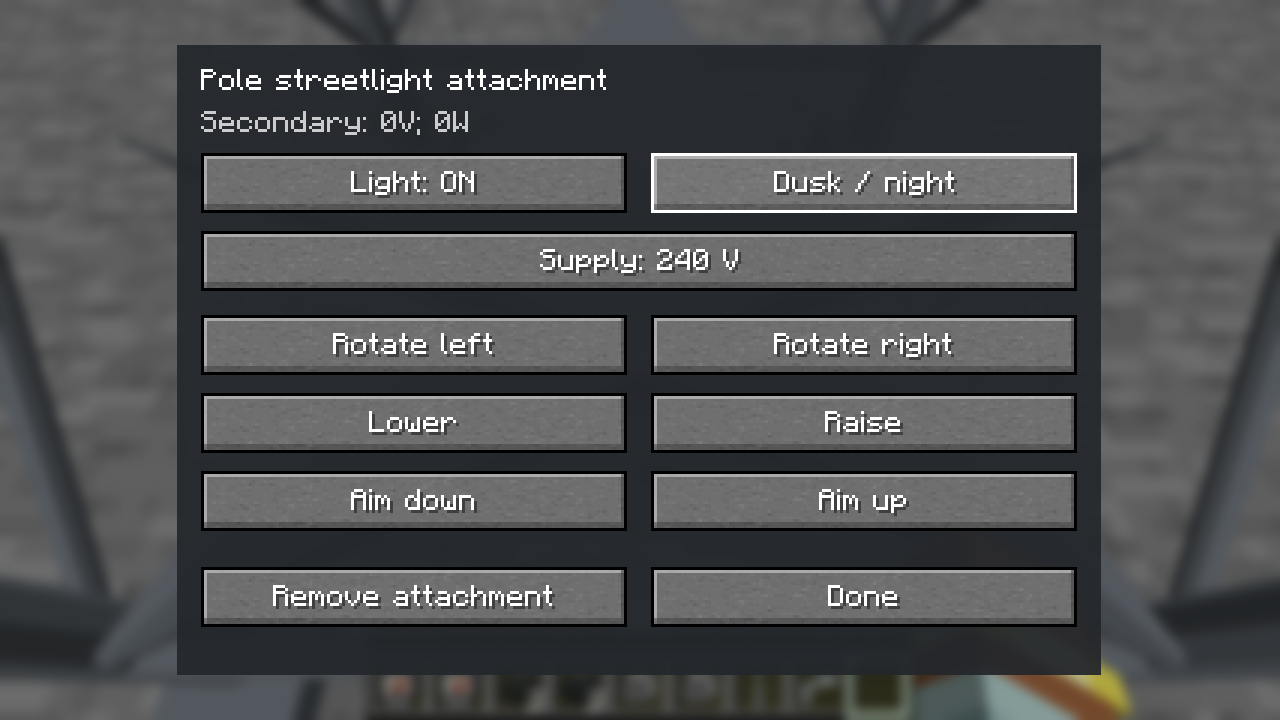 Pole streetlight attachment
Secondary: 0V; 0W
Light: ON
Dusk / night
Supply: 240 V
Rotate left
Rotate right
Lower
Raise
Aim down
Aim up
Remove attachment
Done